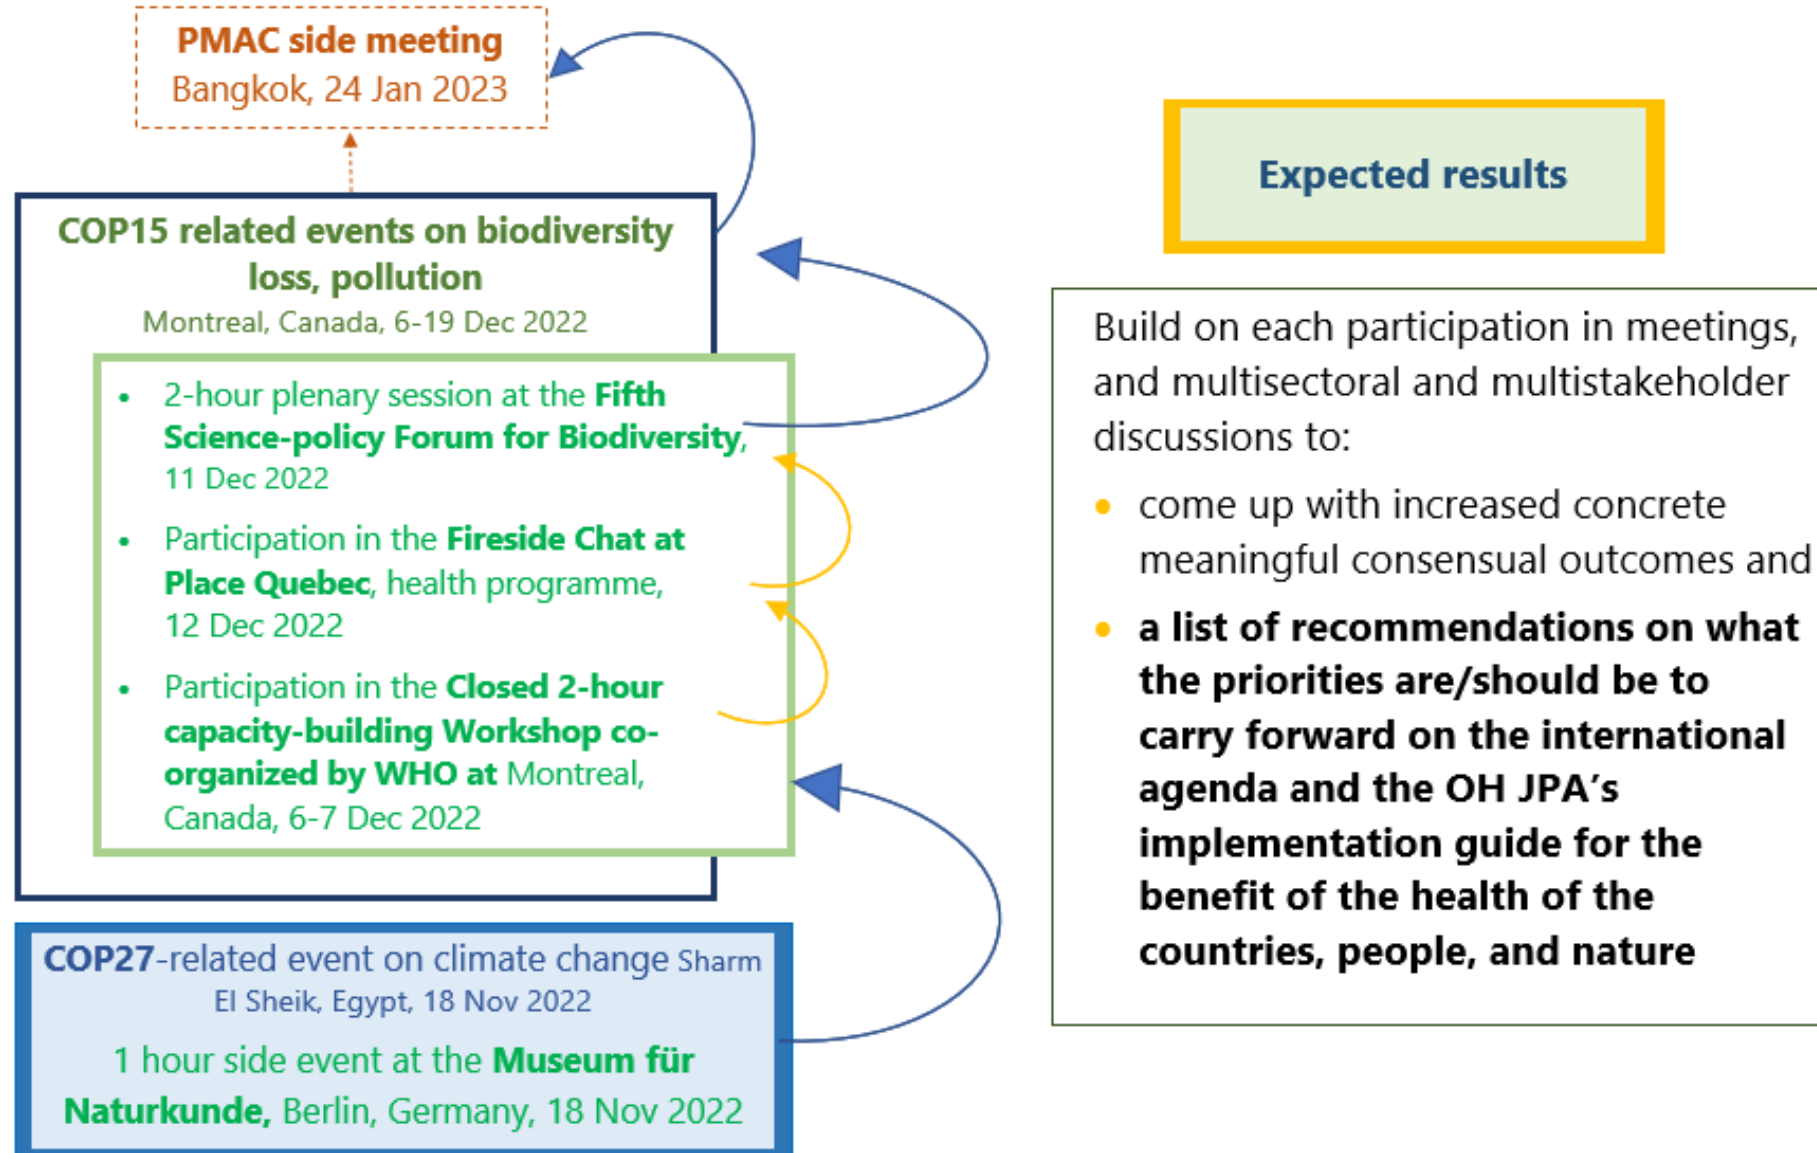 PMAC side meeting
Bangkok, 24 Jan 2023
COP15 related events on biodiversity
loss, pollution
Montreal, Canada, 6-19 Dec 2022
• 2-hour plenary session at the Fifth
Science-policy Forum for Biodiversity,
11 Dec 2022
• Participation in the Fireside Chat at
Place Quebec, health programme,
12 Dec 2022
• Participation in the Closed 2-hour
capacity-building Workshop co-
organized by WHO at Montreal,
Canada, 6-7 Dec 2022
COP27-related event on climate change Sharm
El Sheik, Egypt, 18 Nov 2022
1 hour side event at the Museum für
Naturkunde, Berlin, Germany, 18 Nov 2022
Expected results
Build on each participation in meetings,
and multisectoral and multistakeholder
discussions to:
• come up with increased concrete
meaningful consensual outcomes and
• a list of recommendations on what
the priorities are/should be to
carry forward on the international
agenda and the OH JPA’s
implementation guide for the
benefit of the health of the
countries, people, and nature